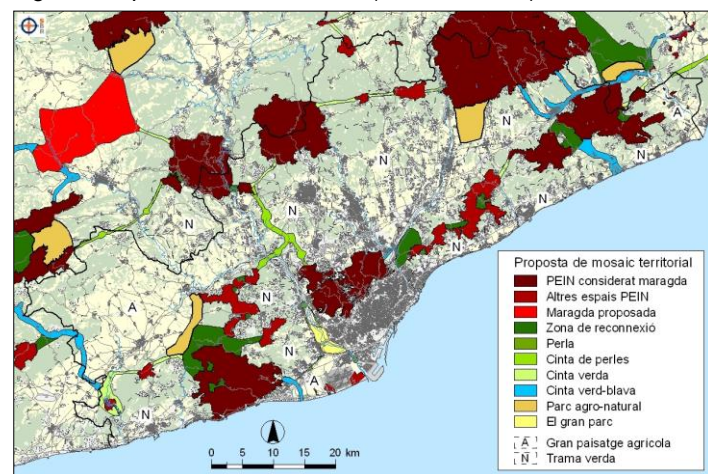 N
N
A
N
N
N
N
N
N
N
A
N
N
N
A
N
Proposta de mosaic territorial
PEIN considerat maragda
Altres espais PEIN
Maragda proposada
Zona de reconnexió
Perla
Cinta de perles
Cinta verda
Cinta verd-blava
Parc agro-natural
El gran parc
A Gran paisatge agrícola
N Trama verda
0 5 10 15 20 km